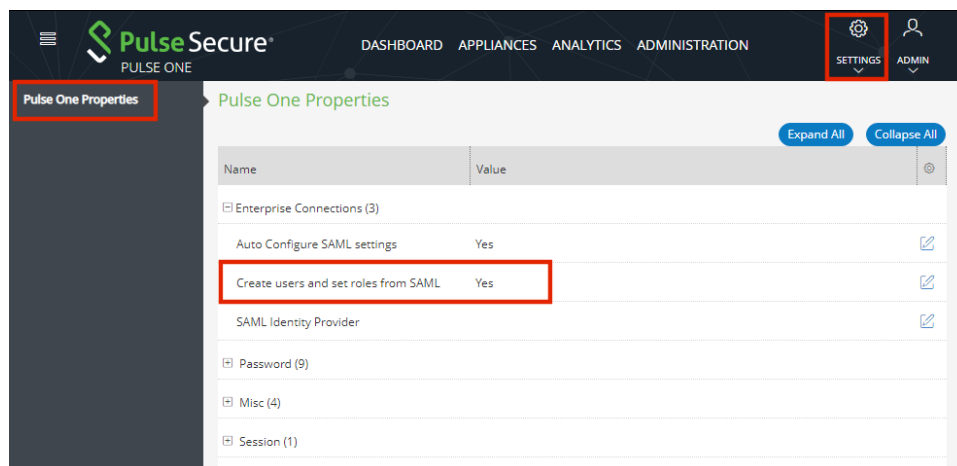 Pulse Secure®
PULSE ONE
DASHBOARD APPLIANCES ANALYTICS ADMINISTRATION
SETTINGS
ADMIN
Pulse One Properties
Pulse One Properties
Expand All
Collapse All
Name Value
Enterprise Connections (3)
Auto Configure SAML settings Yes
Create users and set roles from SAML Yes
SAML Identity Provider
Password (9)
Misc (4)
Session (1)